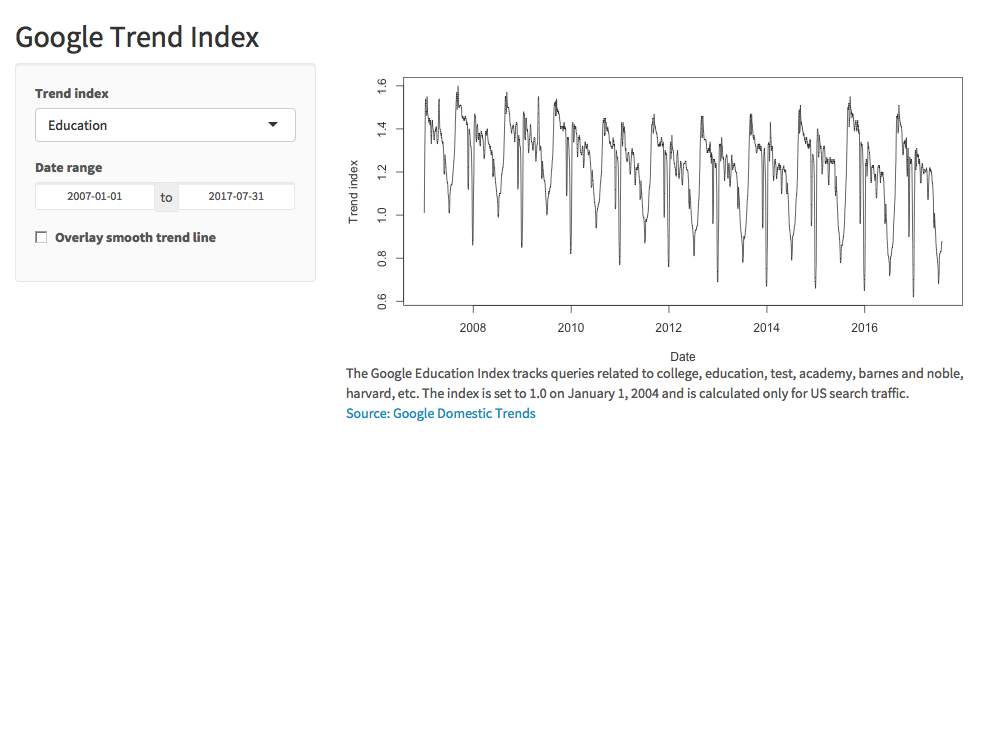 Google Trend Index
Trend index
Education
Date range
2007-01-01 to 2017-07-31
Overlay smooth trend line
Trend index
1.6
1.4
1.2
1.0
0.8
0.6
2008 2010 2012 2014 2016
Date
The Google Education Index tracks queries related to college, education, test, academy, barnes and noble,
harvard, etc. The index is set to 1.0 on January 1, 2004 and is calculated only for US search traffic.
Source: Google Domestic Trends